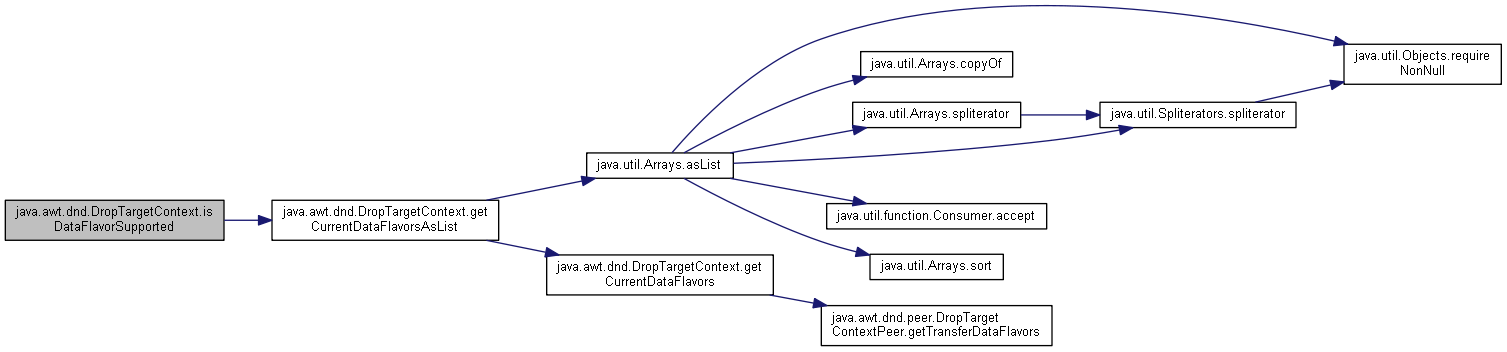 java.awt.dnd.DropTargetContext.is
DataFlavorSupported
java.awt.dnd.DropTargetContext.get
CurrentDataFlavorsAsList
java.util.Arrays.asList
java.awt.dnd.DropTargetContext.get
CurrentDataFlavors
java.util.Arrays.copyOf
java.util.Arrays.spliterator
java.util.function.Consumer.accept
java.util.Arrays.sort
java.awt.dnd.peer.DropTarget
ContextPeer.getTransferDataFlavors
java.util.Spliterators.spliterator
java.util.Objects.require
NonNull